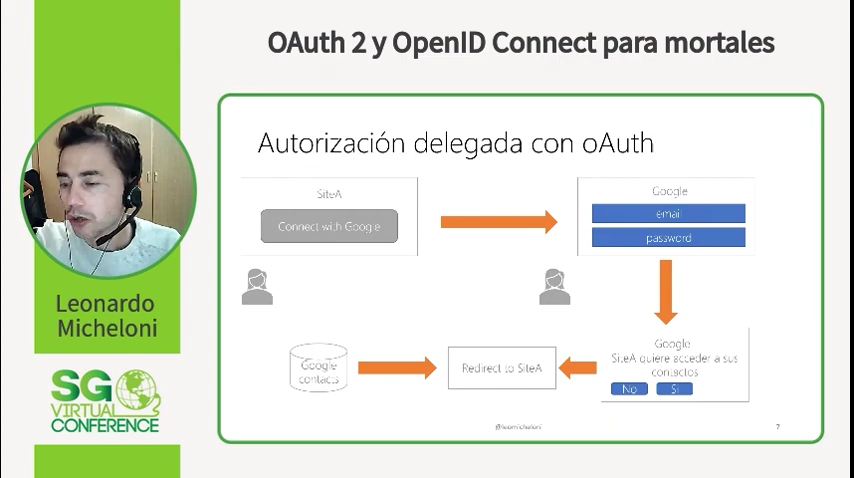 OAuth 2 y OpenID Connect para mortales
Autorización delegada con oAuth
SiteA
Connect with Google
Google
email
password
Leonardo
Micheloni
Google
contacts
Redirect to SiteA
Google
SiteA quiere acceder a sus
contactos
No
Si
SG
VIRTUAL
CONFERENCE
@leomicheloni
7